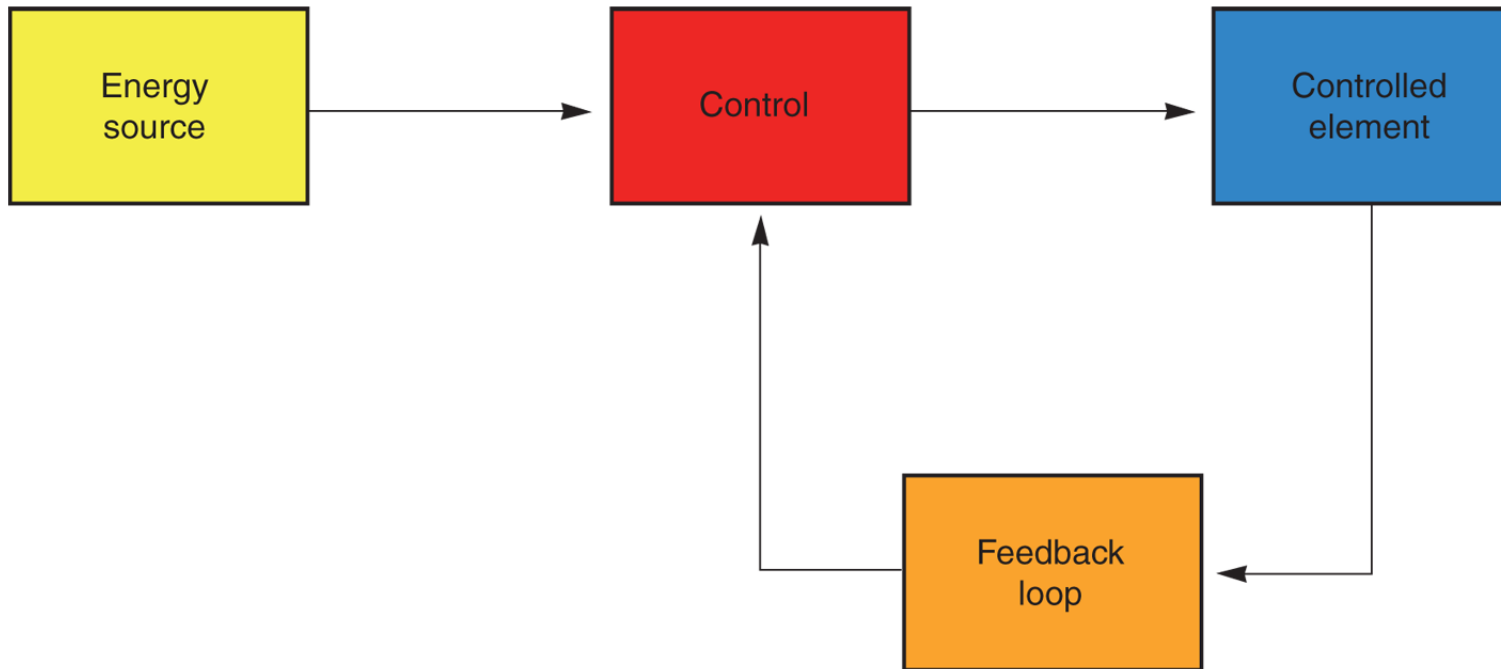 Energy
source
Control
Controlled
element
Feedback
loop